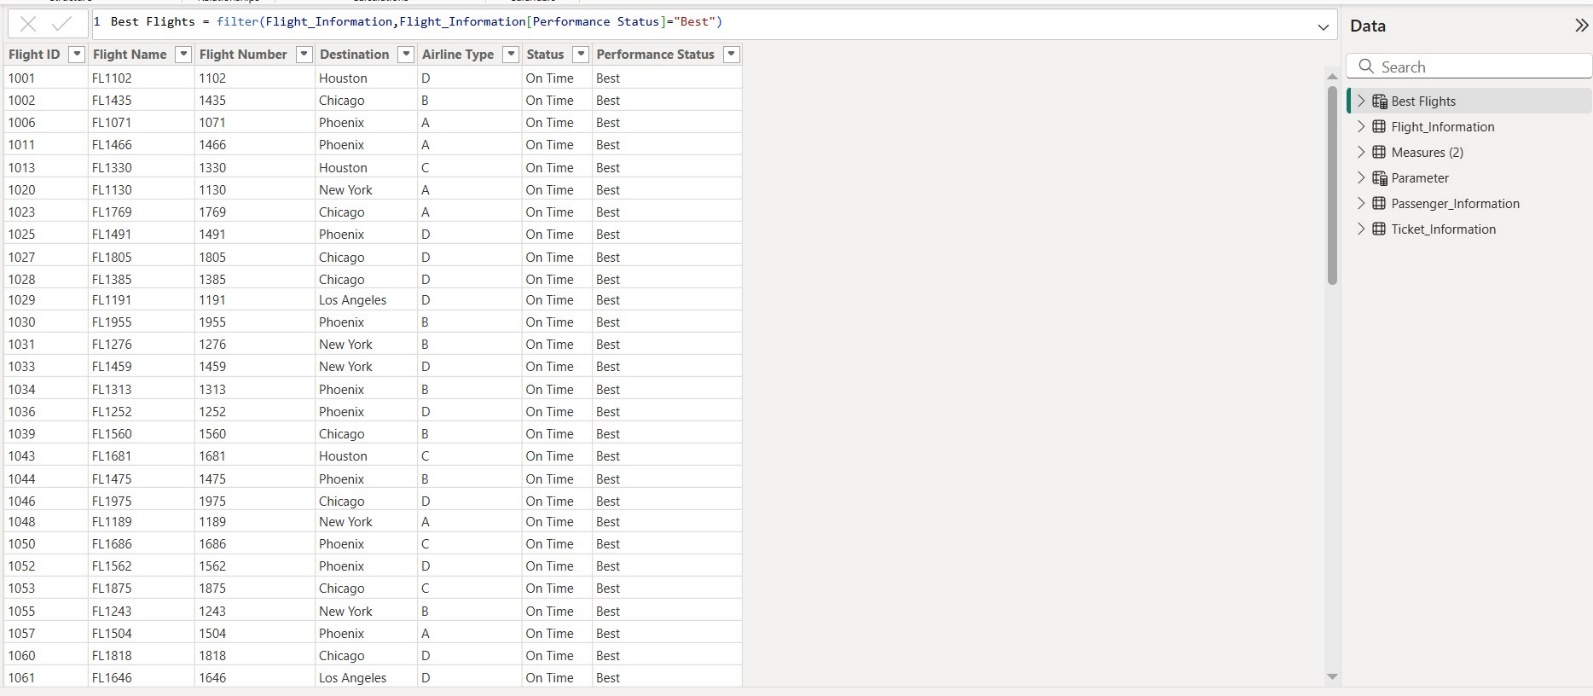 Structure Relationships Calculations Calendars
1 Best Flights = filter(Flight_Information,Flight_Information[Performance Status]="Best")
Data
Search
Best Flights
Flight_Information
Measures (2)
Parameter
Passenger_Information
Ticket_Information
Flight ID Flight Name Flight Number Destination Airline Type Status Performance Status
1001 FL1102 1102 Houston D On Time Best
1002 FL1435 1435 Chicago B On Time Best
1006 FL1071 1071 Phoenix A On Time Best
1011 FL1466 1466 Phoenix A On Time Best
1013 FL1330 1330 Houston C On Time Best
1020 FL1130 1130 New York A On Time Best
1023 FL1769 1769 Chicago A On Time Best
1025 FL1491 1491 Phoenix D On Time Best
1027 FL1805 1805 Chicago D On Time Best
1028 FL1385 1385 Chicago D On Time Best
1029 FL1191 1191 Los Angeles D On Time Best
1030 FL1955 1955 Phoenix B On Time Best
1031 FL1276 1276 New York B On Time Best
1033 FL1459 1459 New York D On Time Best
1034 FL1313 1313 Phoenix B On Time Best
1036 FL1252 1252 Phoenix D On Time Best
1039 FL1560 1560 Chicago B On Time Best
1043 FL1681 1681 Houston C On Time Best
1044 FL1475 1475 Phoenix B On Time Best
1046 FL1975 1975 Chicago D On Time Best
1048 FL1189 1189 New York A On Time Best
1050 FL1686 1686 Phoenix C On Time Best
1052 FL1562 1562 Phoenix D On Time Best
1053 FL1875 1875 Chicago C On Time Best
1055 FL1243 1243 New York B On Time Best
1057 FL1504 1504 Phoenix A On Time Best
1060 FL1818 1818 Chicago D On Time Best
1061 FL1646 1646 Los Angeles D On Time Best